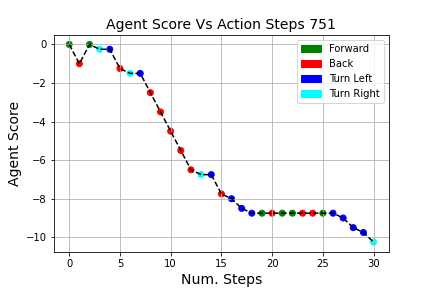 Agent Score Vs Action Steps 751
Agent Score
0
−2
−4
−6
−8
−10
Forward
Back
Turn Left
Turn Right
0 5 10 15 20 25 30
Num. Steps